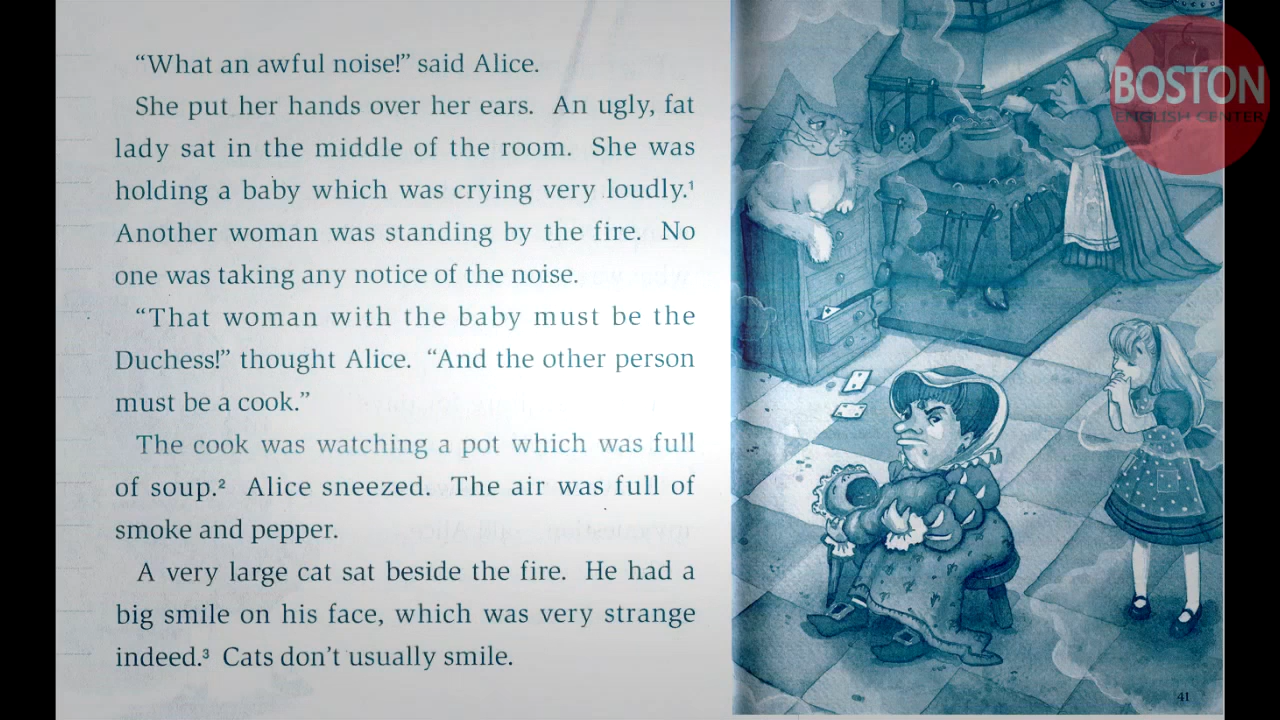 “What an awful noise!” said Alice.
She put her hands over her ears. An ugly, fat
lady sat in the middle of the room. She was
holding a baby which was crying very loudly.¹
Another woman was standing by the fire. No
one was taking any notice of the noise.
“That woman with the baby must be the
Duchess!” thought Alice. “And the other person
must be a cook.”
The cook was watching a pot which was full
of soup.² Alice sneezed. The air was full of
smoke and pepper.
A very large cat sat beside the fire. He had a
big smile on his face, which was very strange
indeed.³ Cats don’t usually smile.
BOSTON
ENGLISH CENTER
41